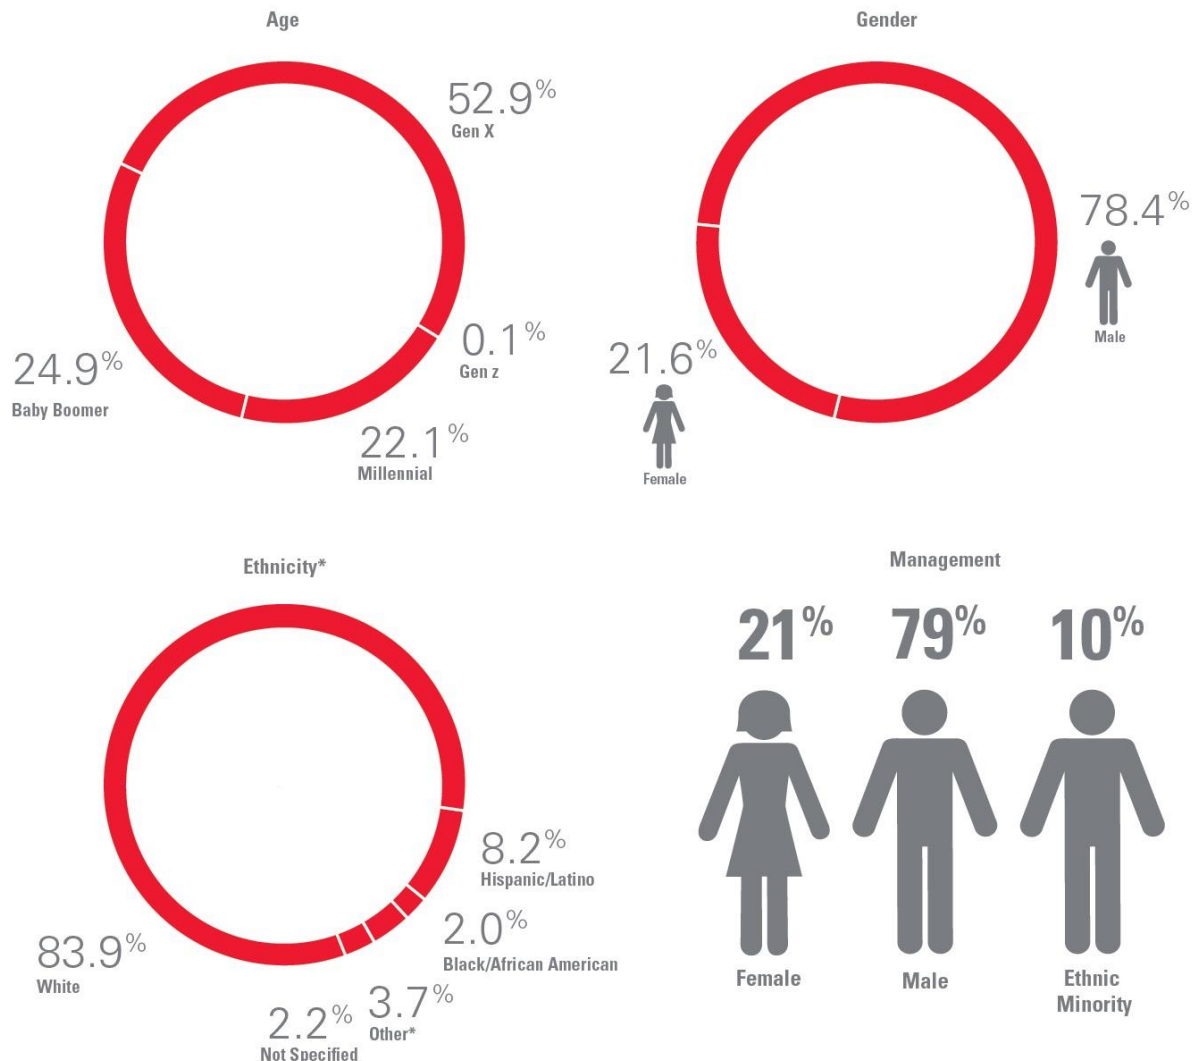 Age
52.9%
Gen X
0.1%
Gen z
24.9%
Baby Boomer
22.1%
Millennial
Gender
78.4%
Male
21.6%
Female
Ethnicity*
8.2%
Hispanic/Latino
2.0%
Black/African American
83.9%
White
3.7%
Other*
2.2%
Not Specified
Management
21% 79% 10%
Female Male Ethnic
Minority